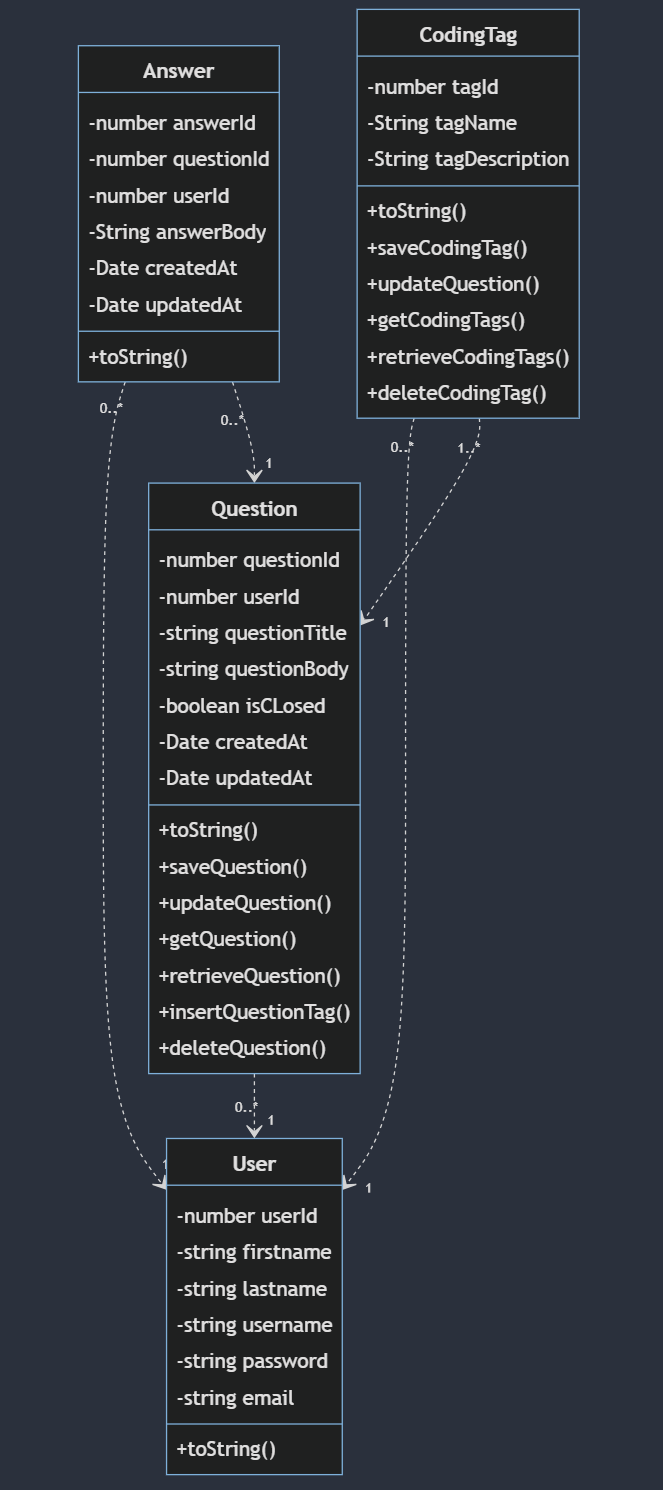 Answer
-number answerId
-number questionId
-number userId
-String answerBody
-Date createdAt
-Date updatedAt
+toString()
CodingTag
-number tagId
-String tagName
-String tagDescription
+toString()
+saveCodingTag()
+updateQuestion()
+getCodingTags()
+retrieveCodingTags()
+deleteCodingTag()
0..*
0..*
1
0..*
1..*
1
Question
-number questionId
-number userId
-string questionTitle
-string questionBody
-boolean isCLosed
-Date createdAt
-Date updatedAt
+toString()
+saveQuestion()
+updateQuestion()
+getQuestion()
+retrieveQuestion()
+insertQuestionTag()
+deleteQuestion()
0..*
1
1
1
User
-number userId
-string firstname
-string lastname
-string username
-string password
-string email
+toString()